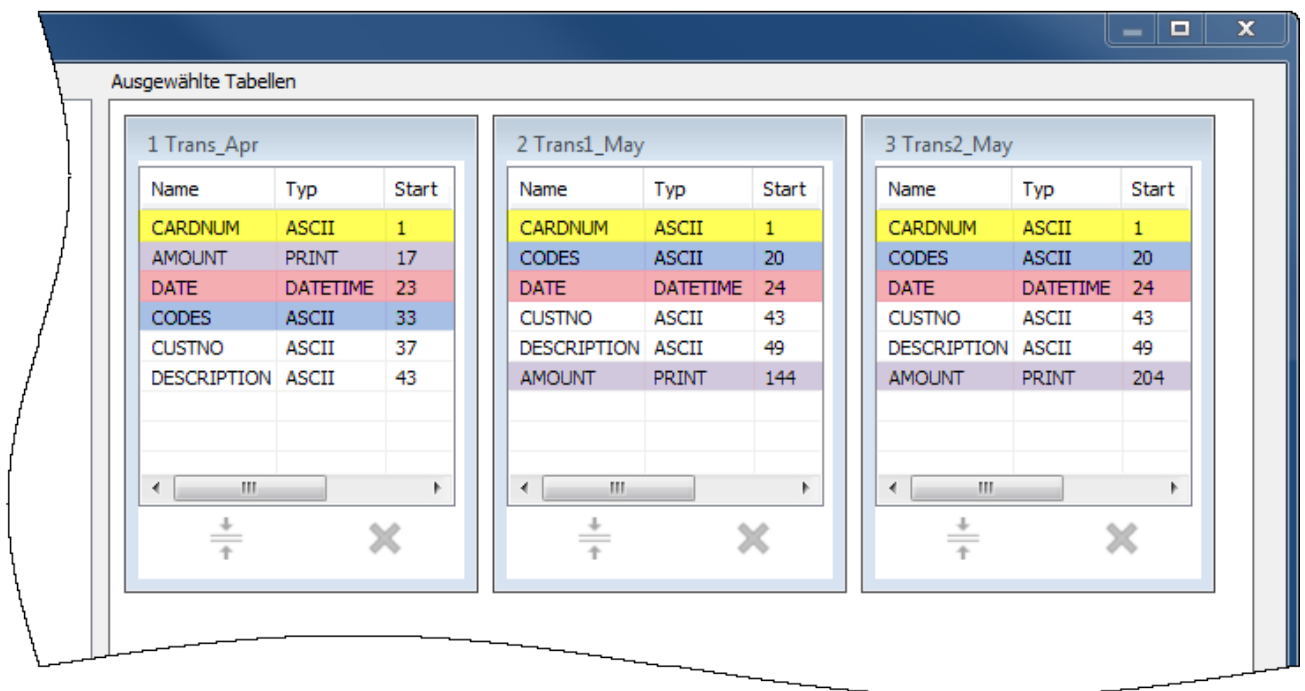 Ausgewählte Tabellen
1 Trans_Apr
Name Typ Start
CARDNUM ASCII 1
AMOUNT PRINT 17
DATE DATETIME 23
CODES ASCII 33
CUSTNO ASCII 37
DESCRIPTION ASCII 43
2 Trans1_May
Name Typ Start
CARDNUM ASCII 1
CODES ASCII 20
DATE DATETIME 24
CUSTNO ASCII 43
DESCRIPTION ASCII 49
AMOUNT PRINT 144
3 Trans2_May
Name Typ Start
CARDNUM ASCII 1
CODES ASCII 20
DATE DATETIME 24
CUSTNO ASCII 43
DESCRIPTION ASCII 49
AMOUNT PRINT 204